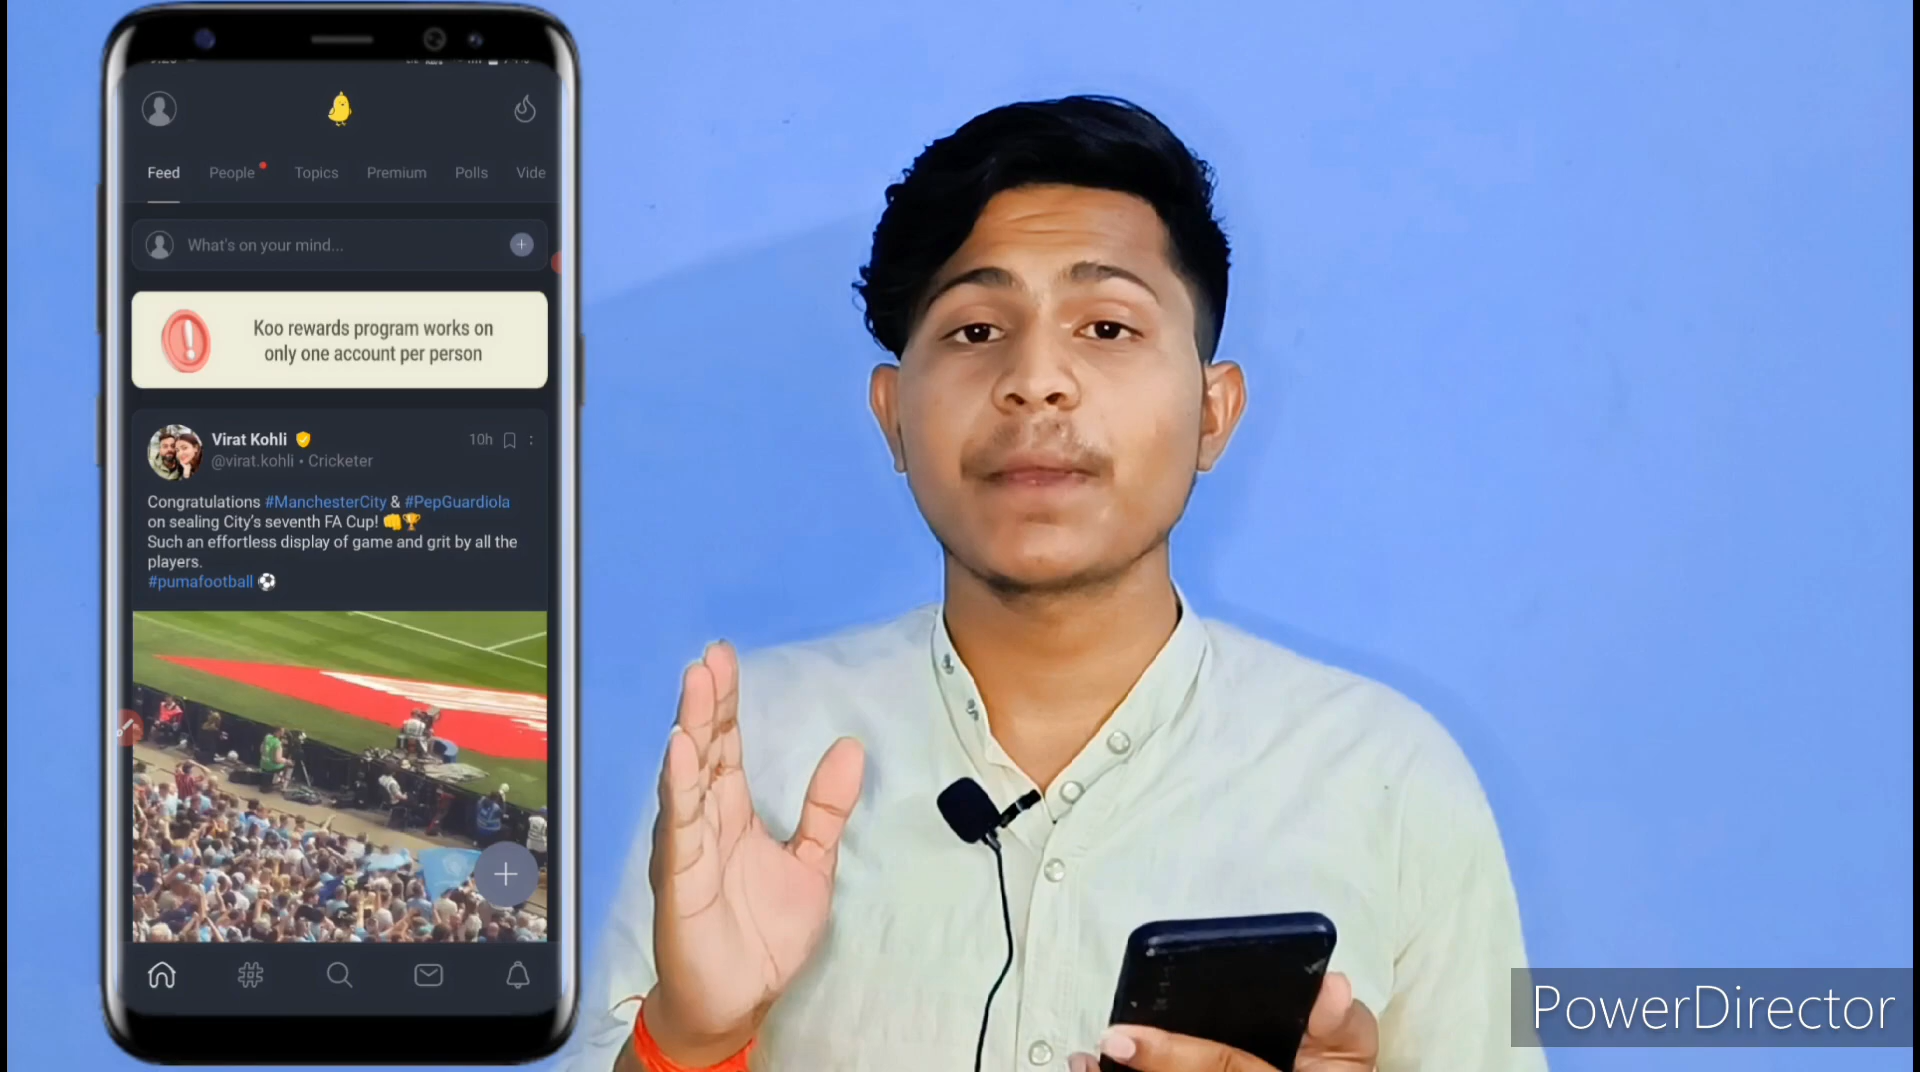 Feed People Topics Premium Polls Vide
What's on your mind...
Koo rewards program works on
only one account per person
Virat Kohli 10h
@virat.kohli • Cricketer
Congratulations #ManchesterCity & #PepGuardiola
on sealing City's seventh FA Cup! 👊🏆
Such an effortless display of game and grit by all the
players.
#pumafootball ⚽
PowerDirector